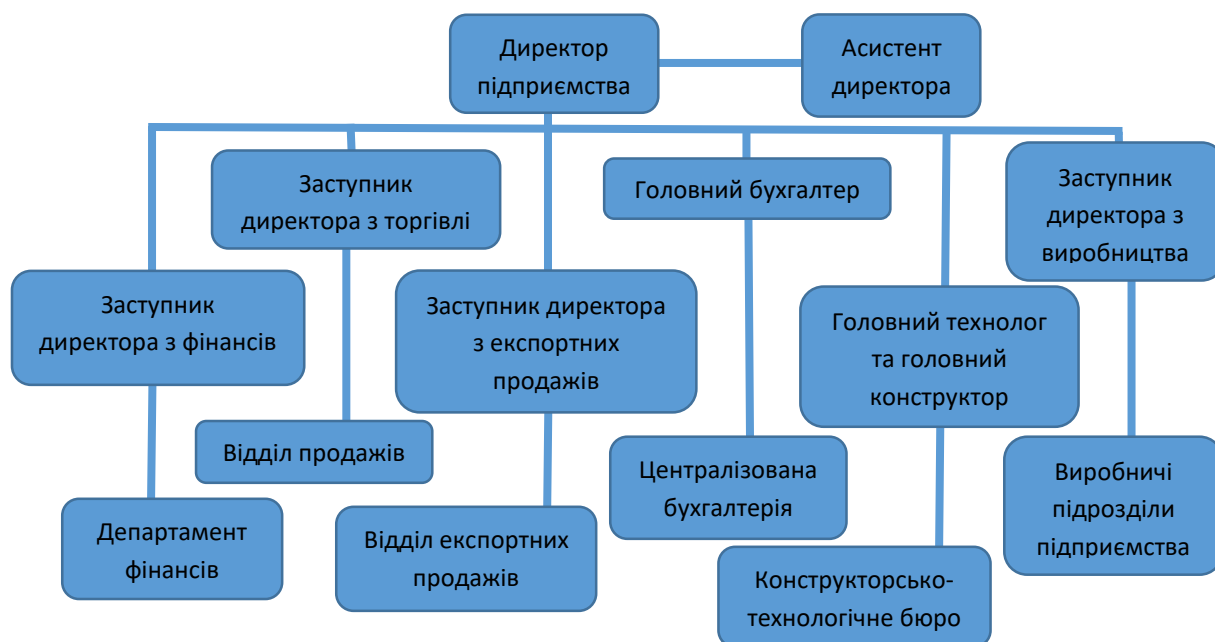 Директор
підприємства
Асистент
директора
Заступник
директора з торгівлі
Головний бухгалтер
Заступник
директора з
виробництва
Заступник
директора з фінансів
Заступник директора
з експортних
продажів
Головний технолог
та головний
конструктор
Відділ продажів
Централізована
бухгалтерія
Виробничі
підрозділи
підприємства
Департамент
фінансів
Відділ експортних
продажів
Конструкторсько-
технологічне бюро